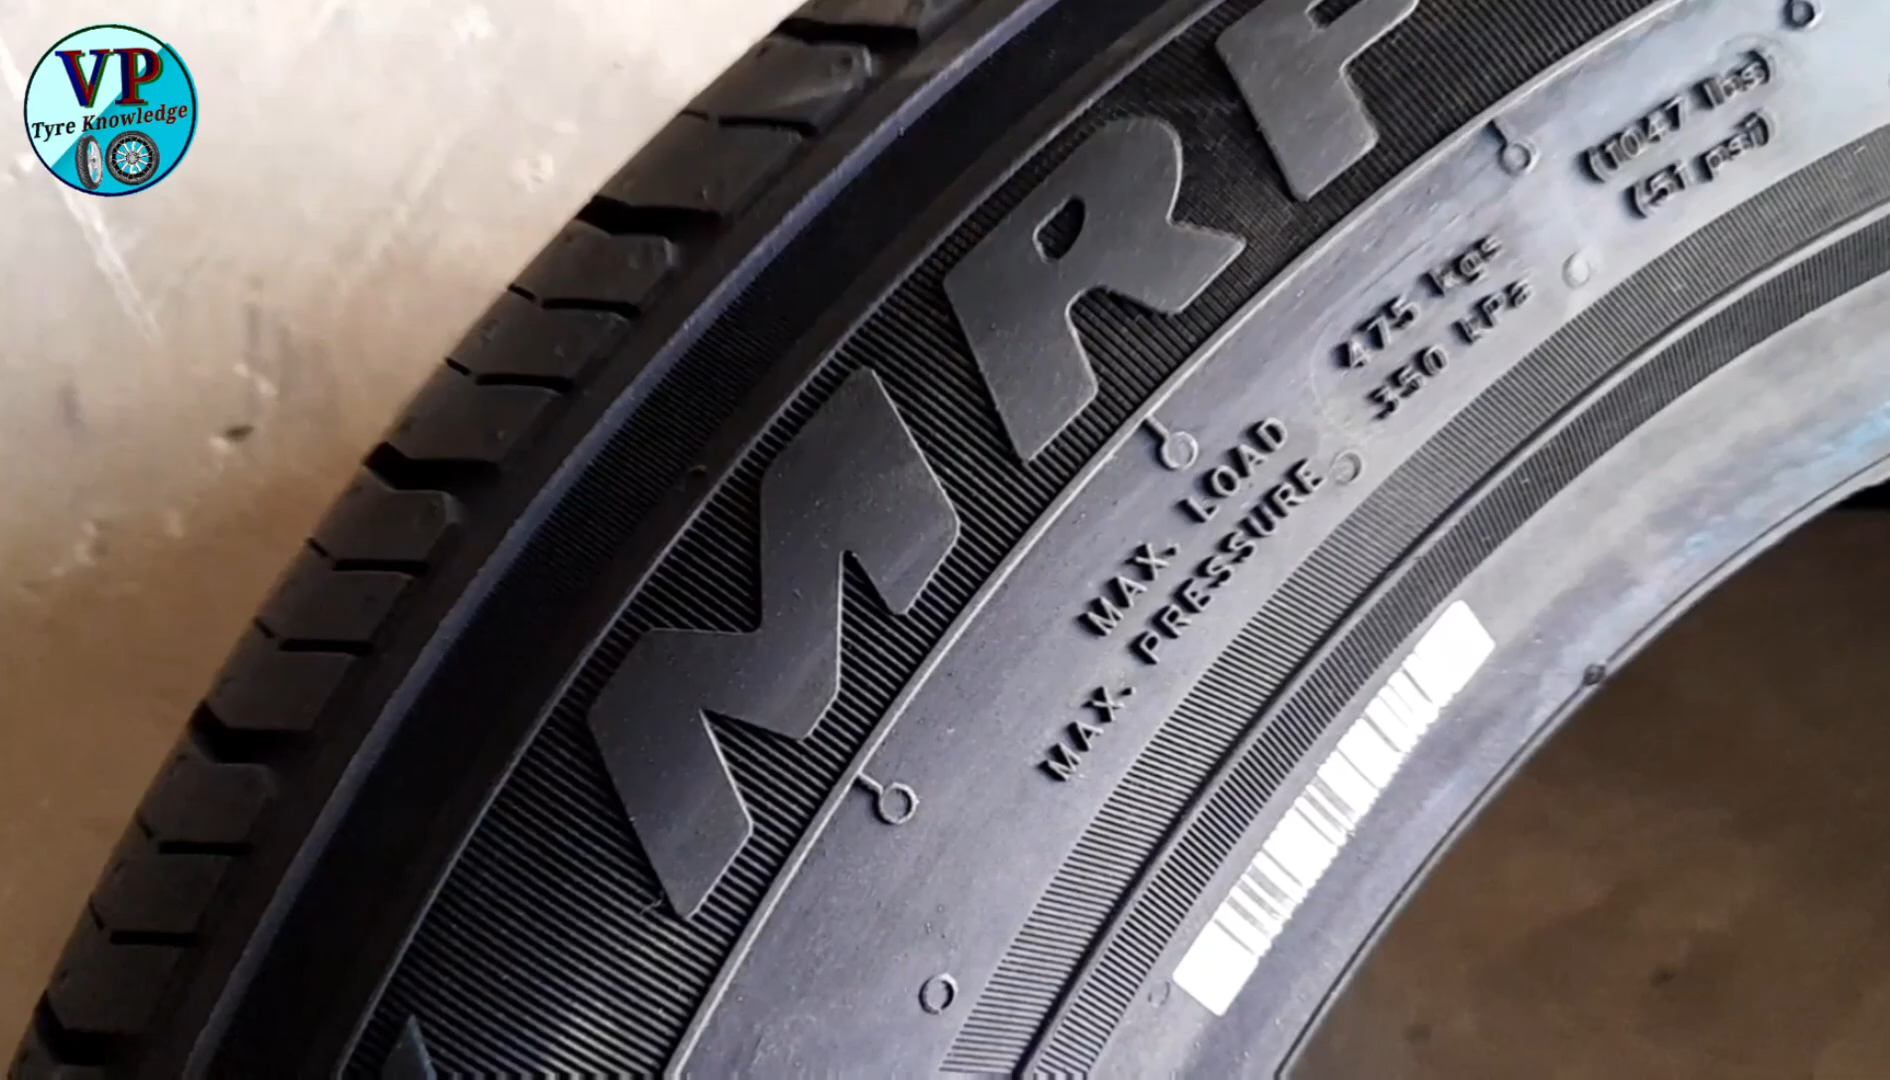 VP
Tyre Knowledge
MRF
MAX. LOAD 475 kgs (1047 lbs)
MAX. PRESSURE 350 kPa (51 psi)